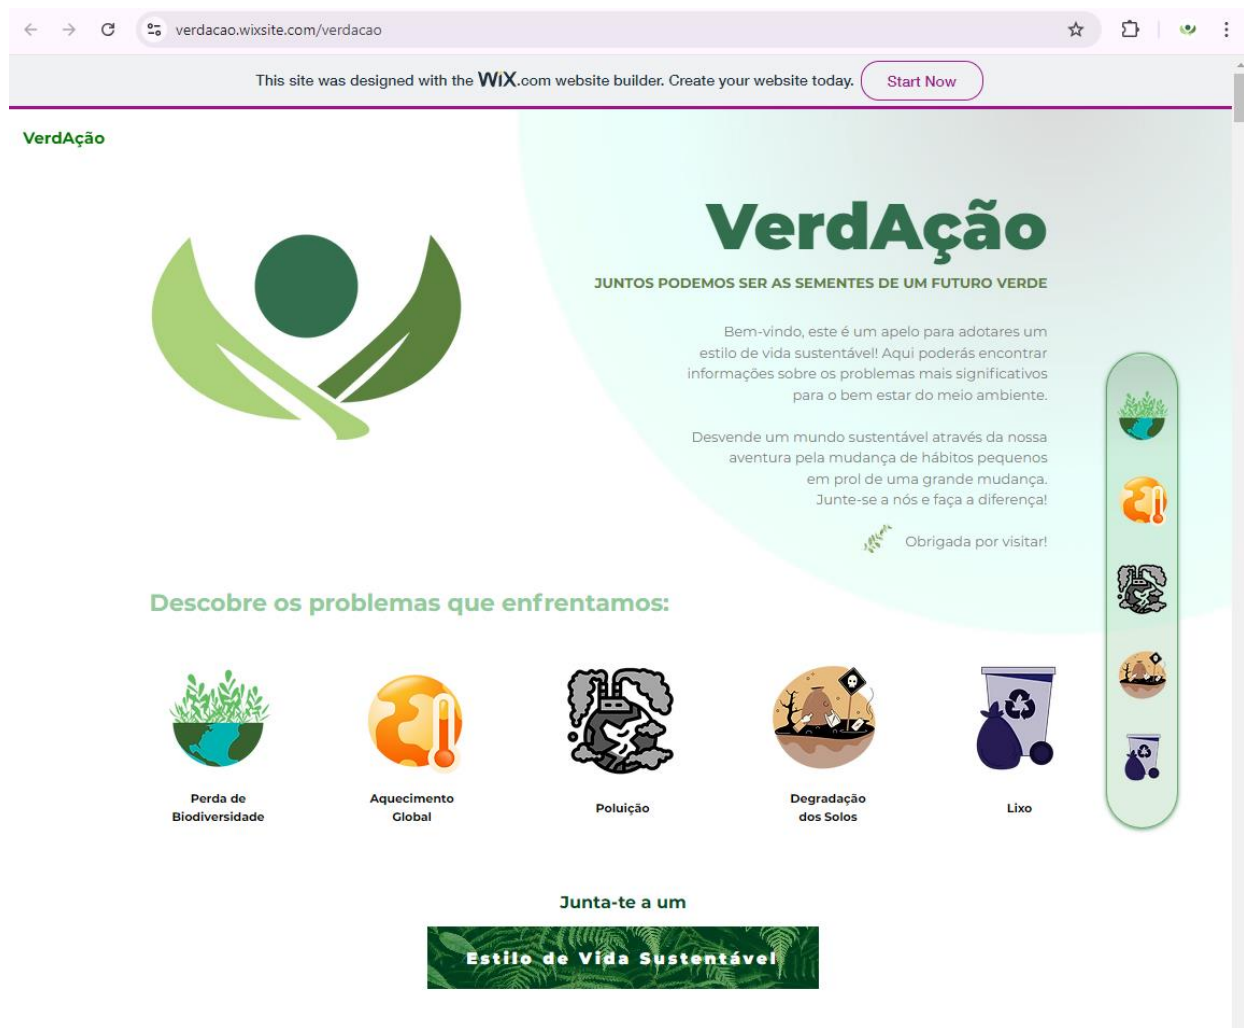 verdacao.wixsite.com/verdacao
This site was designed with the WiX.com website builder. Create your website today. Start Now
VerdAção
VerdAção
JUNTOS PODEMOS SER AS SEMENTES DE UM FUTURO VERDE
Bem-vindo, este é um apelo para adotares um
estilo de vida sustentável! Aqui poderás encontrar
informações sobre os problemas mais significativos
para o bem estar do meio ambiente.
Desvende um mundo sustentável através da nossa
aventura pela mudança de hábitos pequenos
em prol de uma grande mudança.
Junte-se a nós e faça a diferença!
Obrigada por visitar!
Descobre os problemas que enfrentamos:
Perda de
Biodiversidade
Aquecimento
Global
Poluição
Degradação
dos Solos
Lixo
Junta-te a um
Estilo de Vida Sustentável